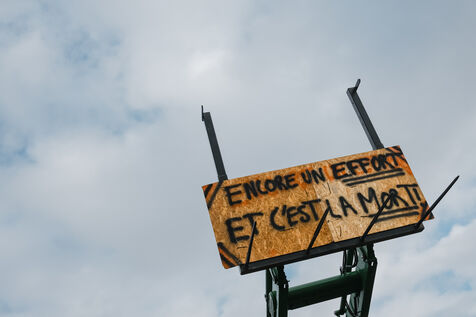 ENCORE UN EFFORT
ET C'EST LA MORT!